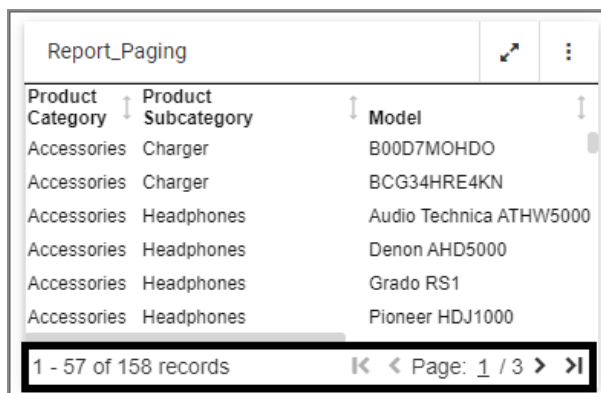 Report_Paging
Product Category Product Subcategory Model
Accessories Charger B00D7MOHDO
Accessories Charger BCG34HRE4KN
Accessories Headphones Audio Technica ATHW5000
Accessories Headphones Denon AHD5000
Accessories Headphones Grado RS1
Accessories Headphones Pioneer HDJ1000
1 - 57 of 158 records Page: 1 / 3